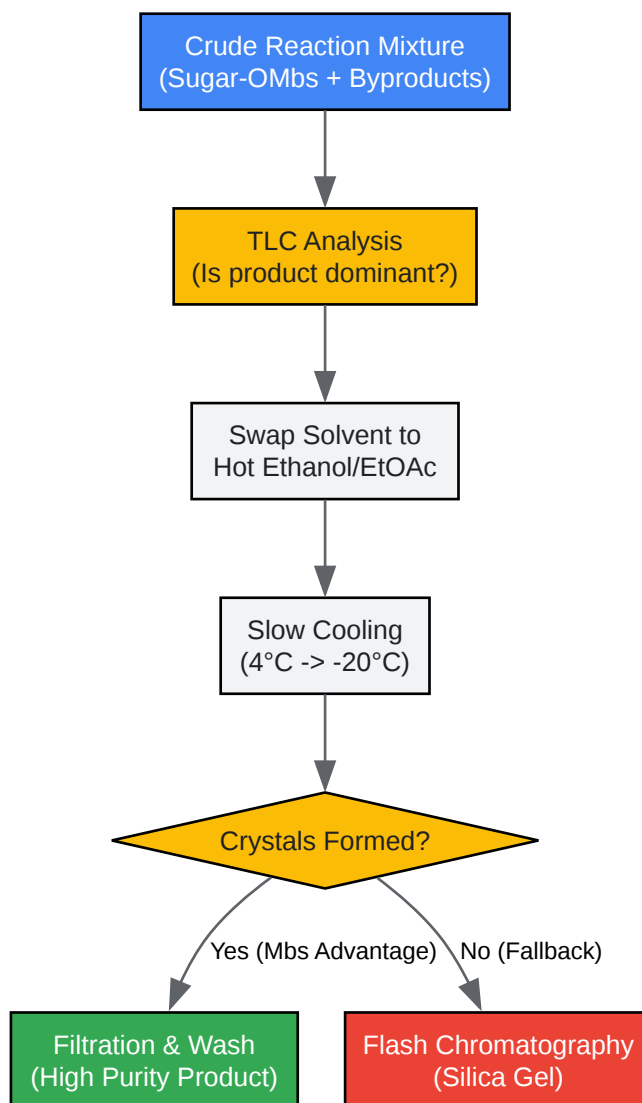 Crude Reaction Mixture
(Sugar-OMbs + Byproducts)
TLC Analysis
(Is product dominant?)
Swap Solvent to
Hot Ethanol/EtOAc
Slow Cooling
(4°C -> -20°C)
Crystals Formed?
Yes (Mbs Advantage)
No (Fallback)
Filtration & Wash
(High Purity Product)
Flash Chromatography
(Silica Gel)